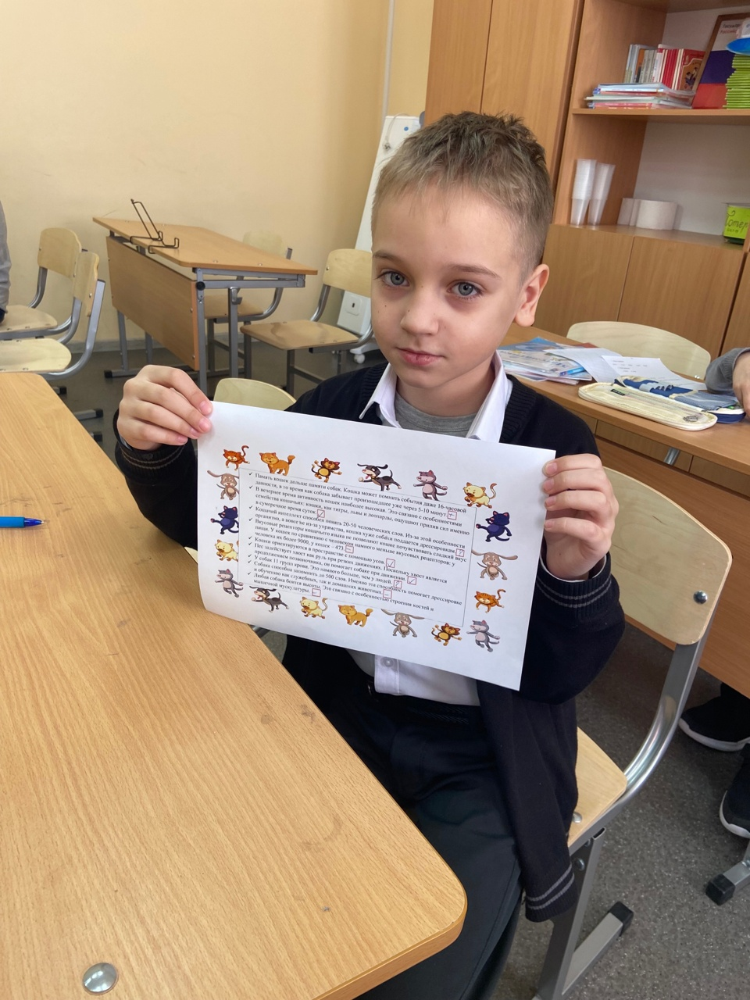 ✓ Память кошек дольше памяти собак. Кошка может помнить события даже 16-часовой
давности, в то время как собака забывает произошедшее уже через 5-10 минут.
✓ В вечернее время активность кошек наиболее высокая. Это связано с особенностями
семейства кошачьих: кошки, как тигры, львы и леопарды, ощущают прилив сил именно
в сумеречное время суток.
✓ Кошачий интеллект способен понять 20-50 человеческих слов. Из-за этой особенности
организма, а вовсе не из-за упрямства, кошка хуже собаки поддается дрессировкам.
✓ Вкусовые рецепторы кошачьего языка не позволяют кошке почувствовать сладкий вкус
пищи. У кошек по сравнению с человеком намного меньше вкусовых рецепторов: у
человека их более 9000, у кошек – 473.
✓ Кошки ориентируются в пространстве с помощью усов.
✓ Пес задействует хвост как руль при резких движениях. Поскольку хвост является
продолжением позвоночника, он помогает собаке при движении.
✓ У собак 11 групп крови. Это намного больше, чем у людей.
✓ Собака способна запомнить до 500 слов. Именно эта способность помогает дрессировке
и обучению как служебных, так и домашних животных.
✓ Любая собака боится высоты. Это связано с особенностью строения костей и
мышечной мускулатуры.